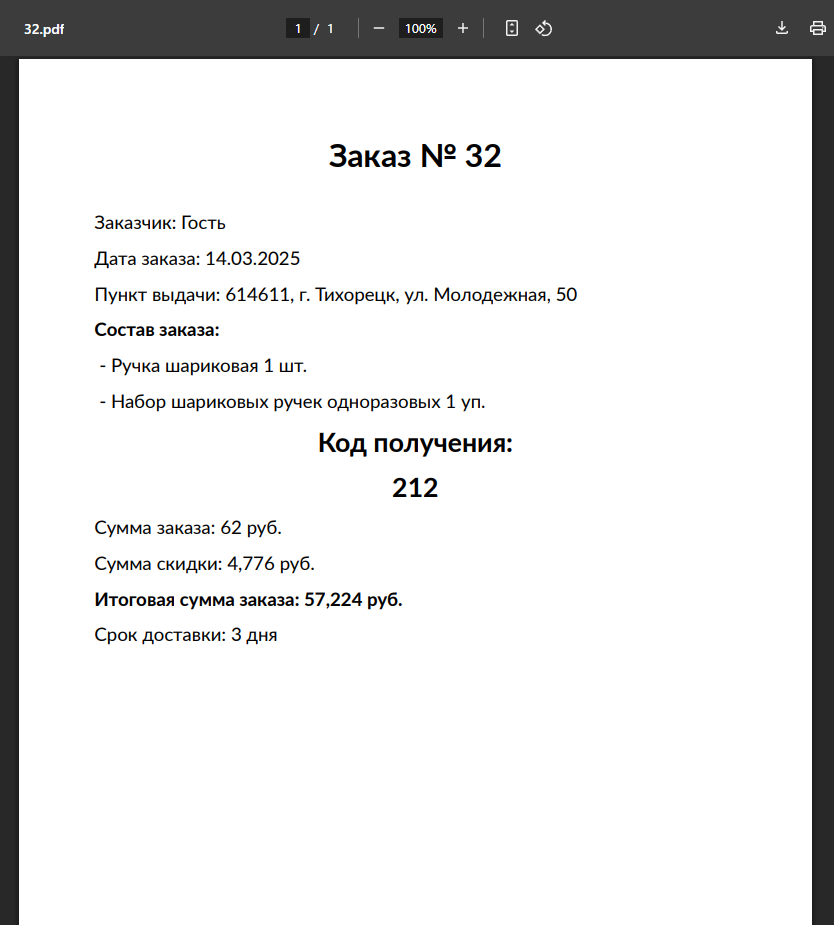 32.pdf
1 / 1
100%
Заказ № 32
Заказчик: Гость
Дата заказа: 14.03.2025
Пункт выдачи: 614611, г. Тихорецк, ул. Молодежная, 50
Состав заказа:
- Ручка шариковая 1 шт.
- Набор шариковых ручек одноразовых 1 уп.
Код получения:
212
Сумма заказа: 62 руб.
Сумма скидки: 4,776 руб.
Итоговая сумма заказа: 57,224 руб.
Срок доставки: 3 дня